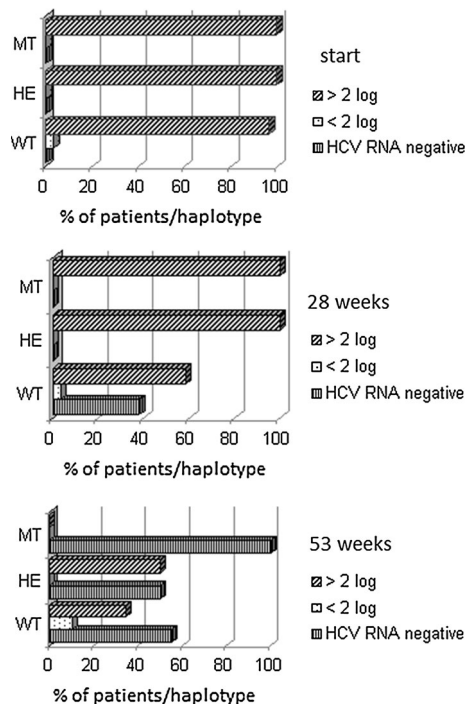 MT
HE
WT
0 20 40 60 80 100
% of patients/haplotype
start
> 2 log
< 2 log
HCV RNA negative
MT
HE
WT
0 20 40 60 80 100
% of patients/haplotype
28 weeks
> 2 log
< 2 log
HCV RNA negative
MT
HE
WT
0 20 40 60 80 100
% of patients/haplotype
53 weeks
> 2 log
< 2 log
HCV RNA negative